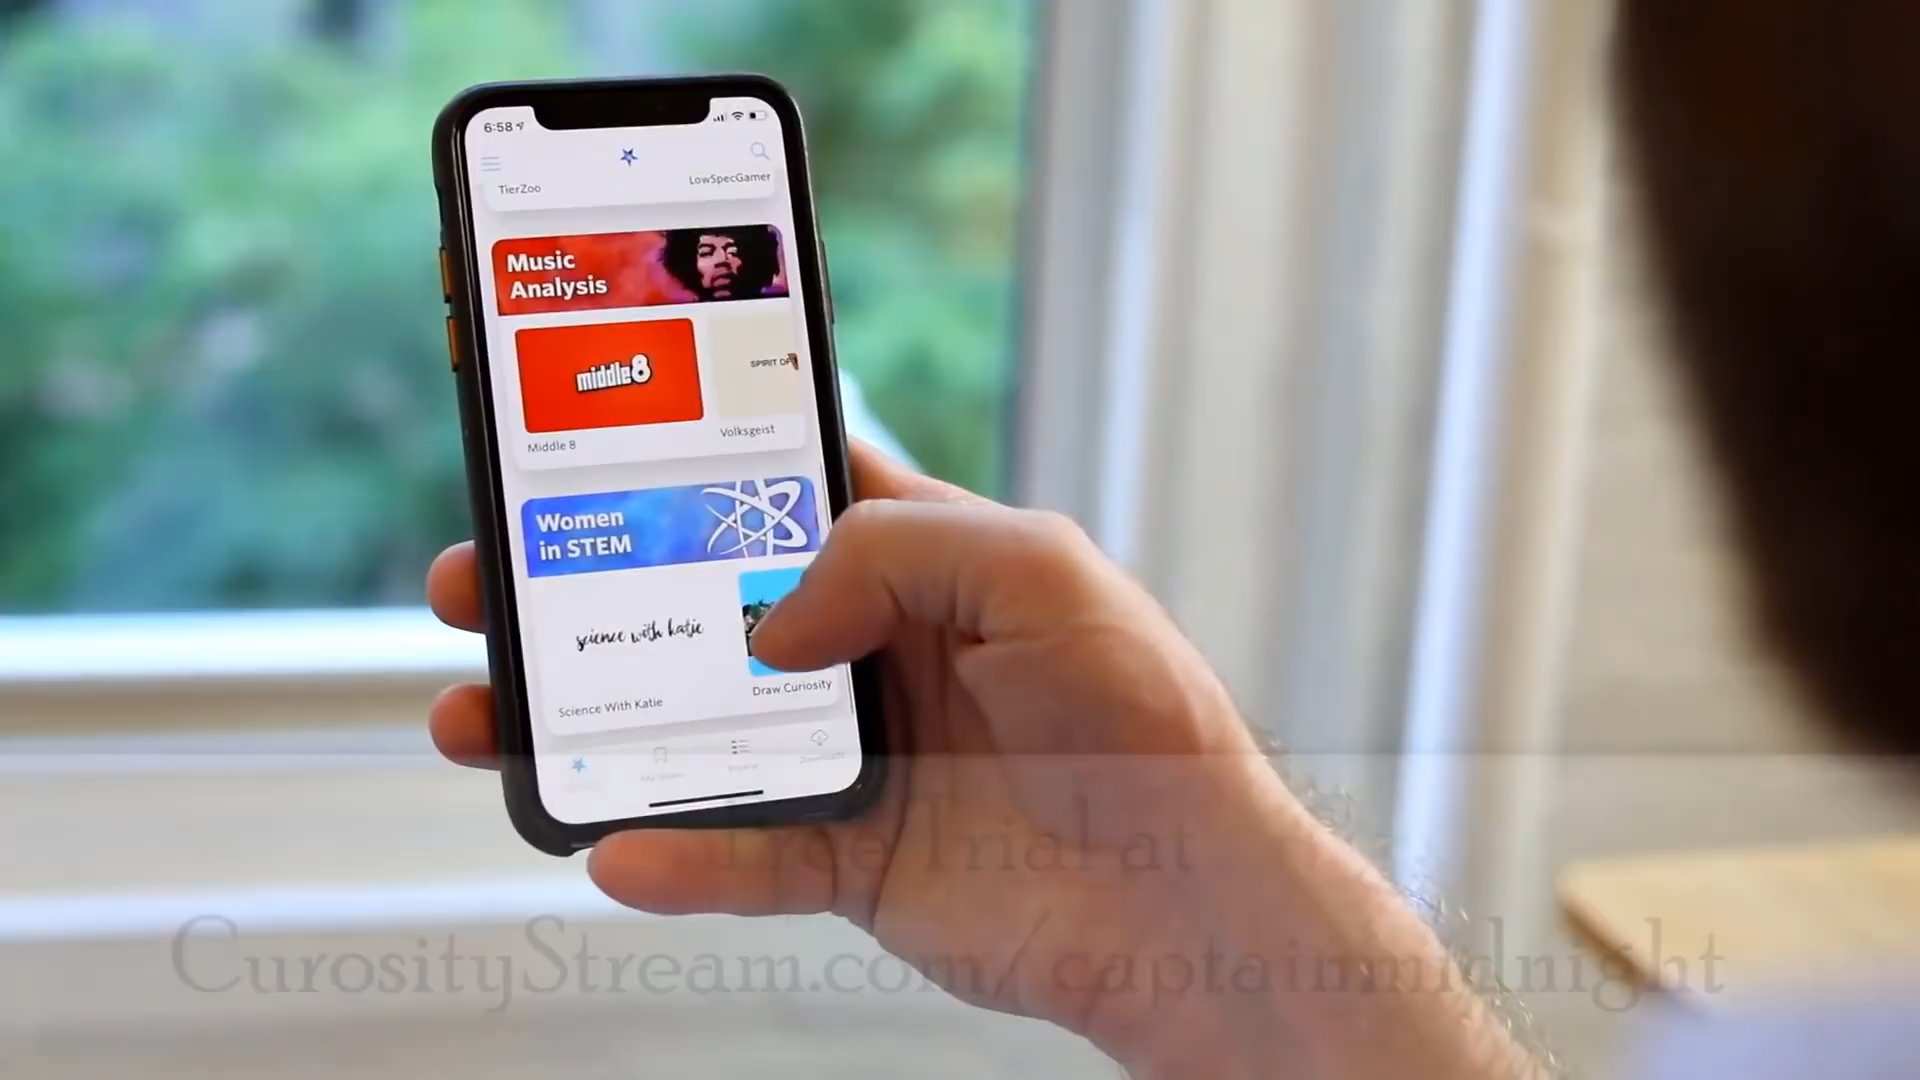 6:58
TierZoo
LowSpecGamer
Music
Analysis
middle8
SPIRIT OF
Middle 8
Volksgeist
Women
in STEM
science with katie
Science With Katie
Draw Curiosity
Downloads
Free Trial at
CurosityStream.com/captainmidnight